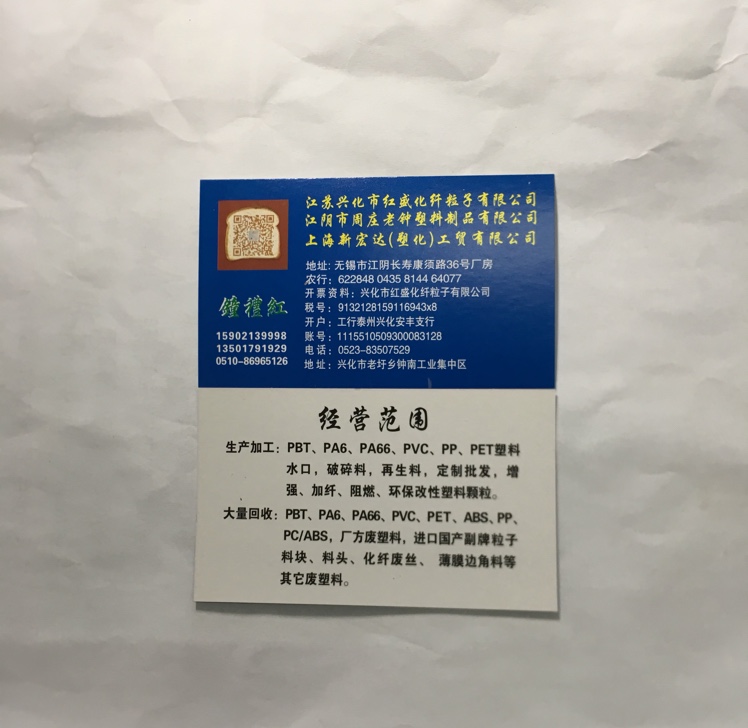 江苏兴化市红盛化纤粒子有限公司
江阴市周庄老钟塑料制品有限公司
上海新宏达(塑化)工贸有限公司
地址: 无锡市江阴长寿康须路36号厂房
农行: 622848 0435 8144 64077
开票资料: 兴化市红盛化纤粒子有限公司
税号: 9132128159116943x8
开户: 工行泰州兴化安丰支行
账号: 1115510509300083128
电话: 0523-83507529
地址: 兴化市老圩乡钟南工业集中区
鐘禮紅
15902139998
13501791929
0510-86965126
经营范围
生产加工: PBT、PA6、PA66、PVC、PP、PET塑料
水口, 破碎料, 再生料, 定制批发, 增
强、加纤、阻燃、环保改性塑料颗粒。
大量回收: PBT、PA6、PA66、PVC、PET、ABS、PP、
PC/ABS, 厂方废塑料, 进口国产副牌粒子
料块、料头、化纤废丝、 薄膜边角料等
其它废塑料。